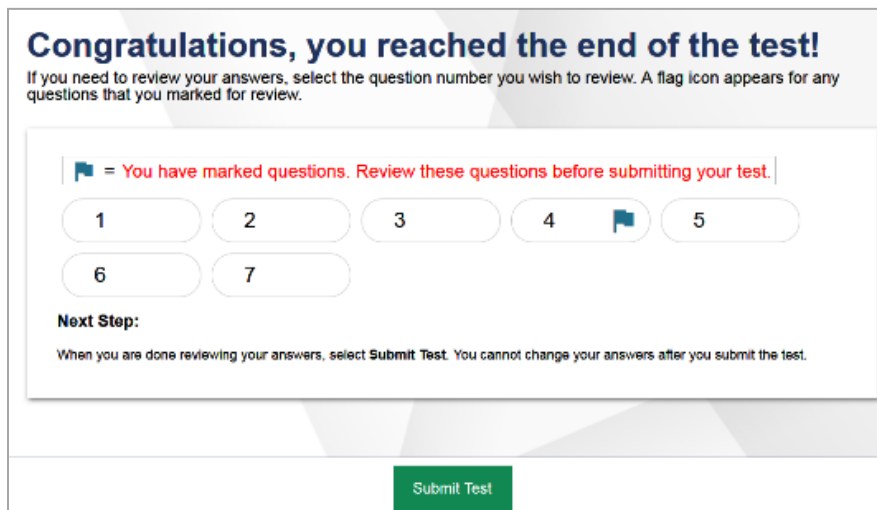 Congratulations, you reached the end of the test!
If you need to review your answers, select the question number you wish to review. A flag icon appears for any
questions that you marked for review.
= You have marked questions. Review these questions before submitting your test.
1 2 3 4 5
6 7
Next Step:
When you are done reviewing your answers, select Submit Test. You cannot change your answers after you submit the test.
Submit Test